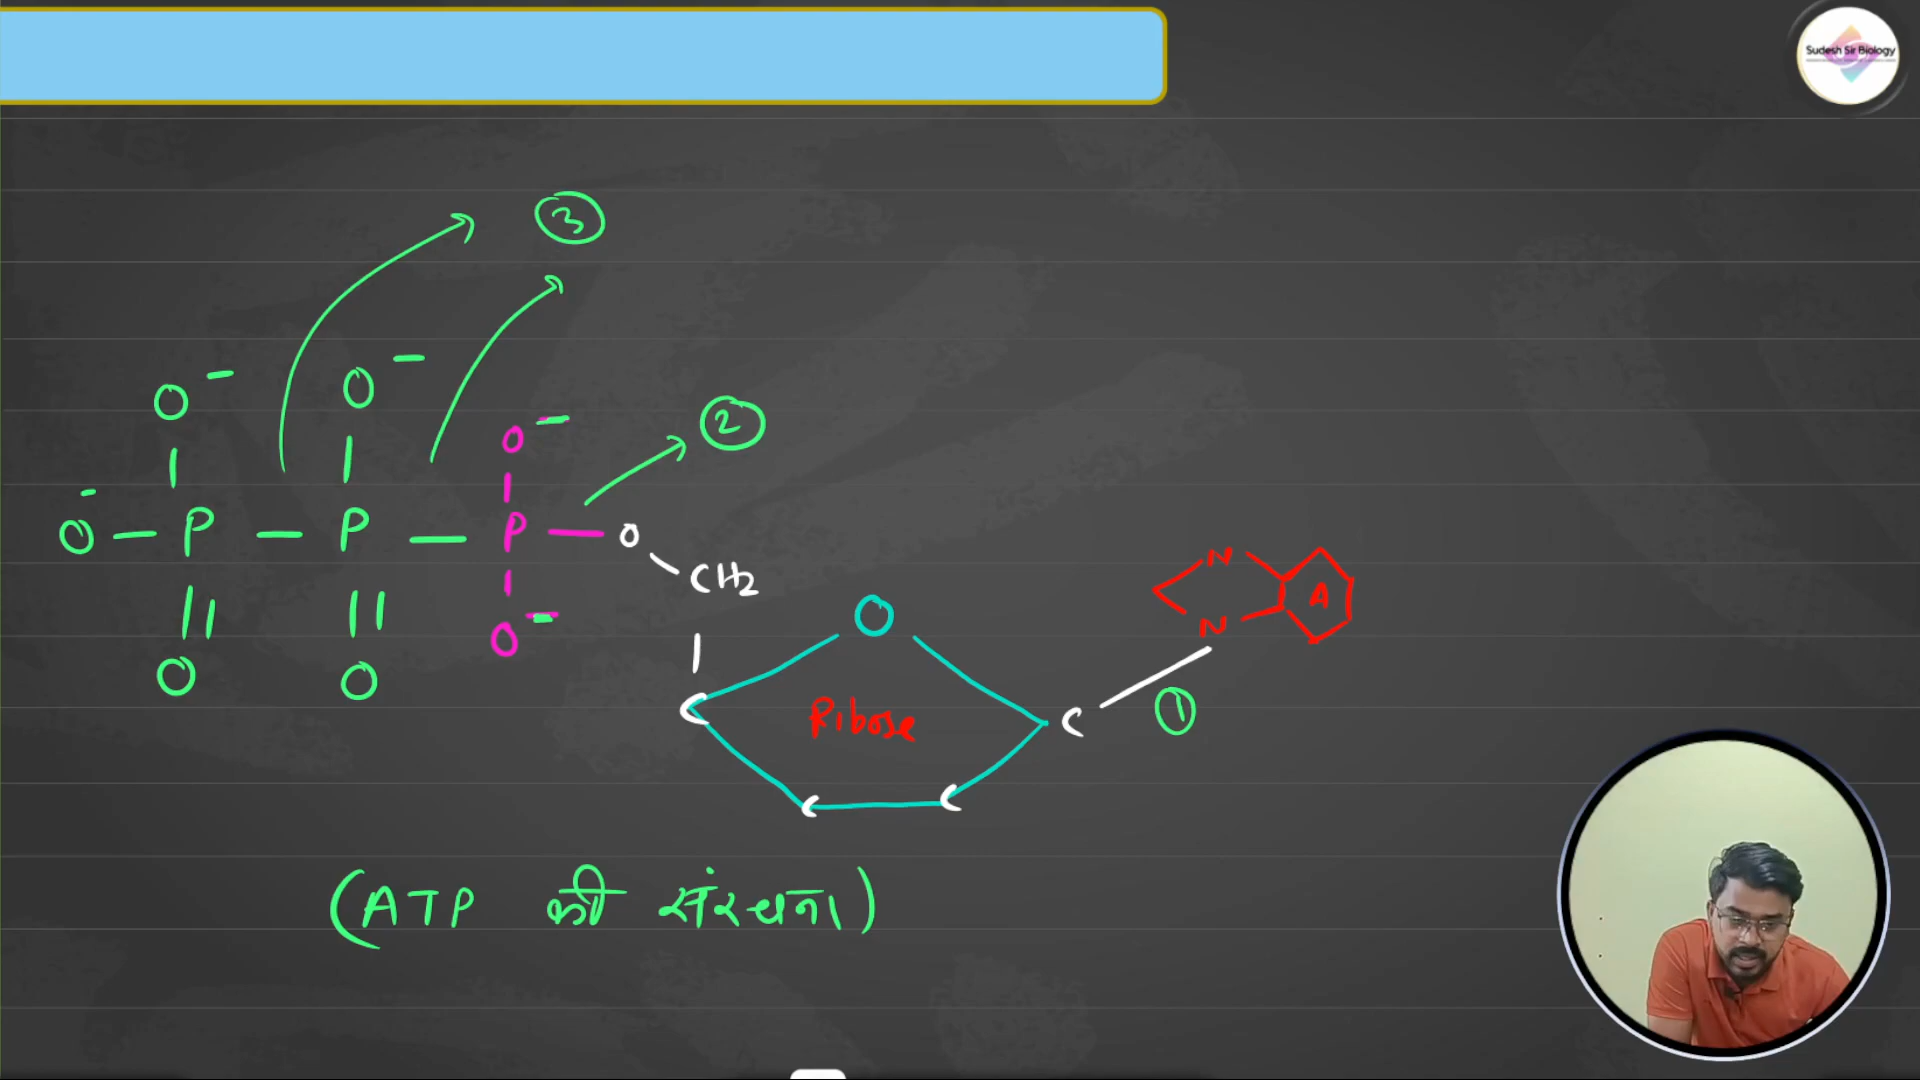 Sudesh Sir Biology
3
O⁻ O⁻
O⁻ 2
O⁻ — P — P — P — O
CH2
N
A
N
O O O⁻ O
C Ribose C 1
C C
(ATP की संरचना)